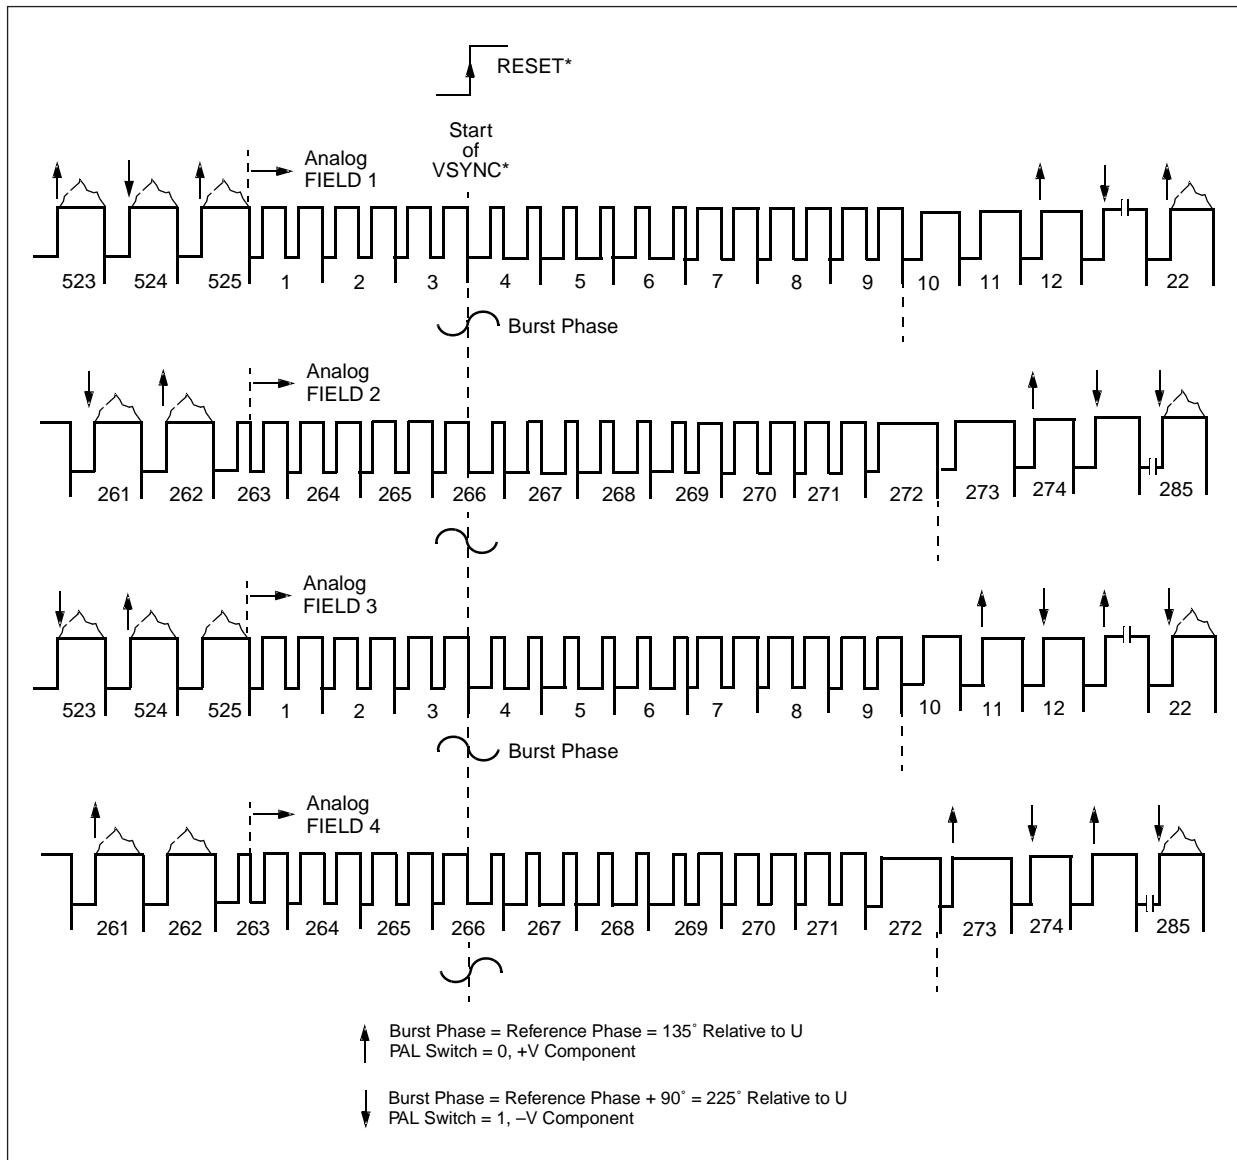 RESET*
Start
of
VSYNC*
Analog
FIELD 1
523 524 525 1 2 3 4 5 6 7 8 9 10 11 12 22
Burst Phase
Analog
FIELD 2
261 262 263 264 265 266 267 268 269 270 271 272 273 274 285
Analog
FIELD 3
523 524 525 1 2 3 4 5 6 7 8 9 10 11 12 22
Burst Phase
Analog
FIELD 4
261 262 263 264 265 266 267 268 269 270 271 272 273 274 285
Burst Phase = Reference Phase = 135° Relative to U
PAL Switch = 0, +V Component
Burst Phase = Reference Phase + 90° = 225° Relative to U
PAL Switch = 1, –V Component